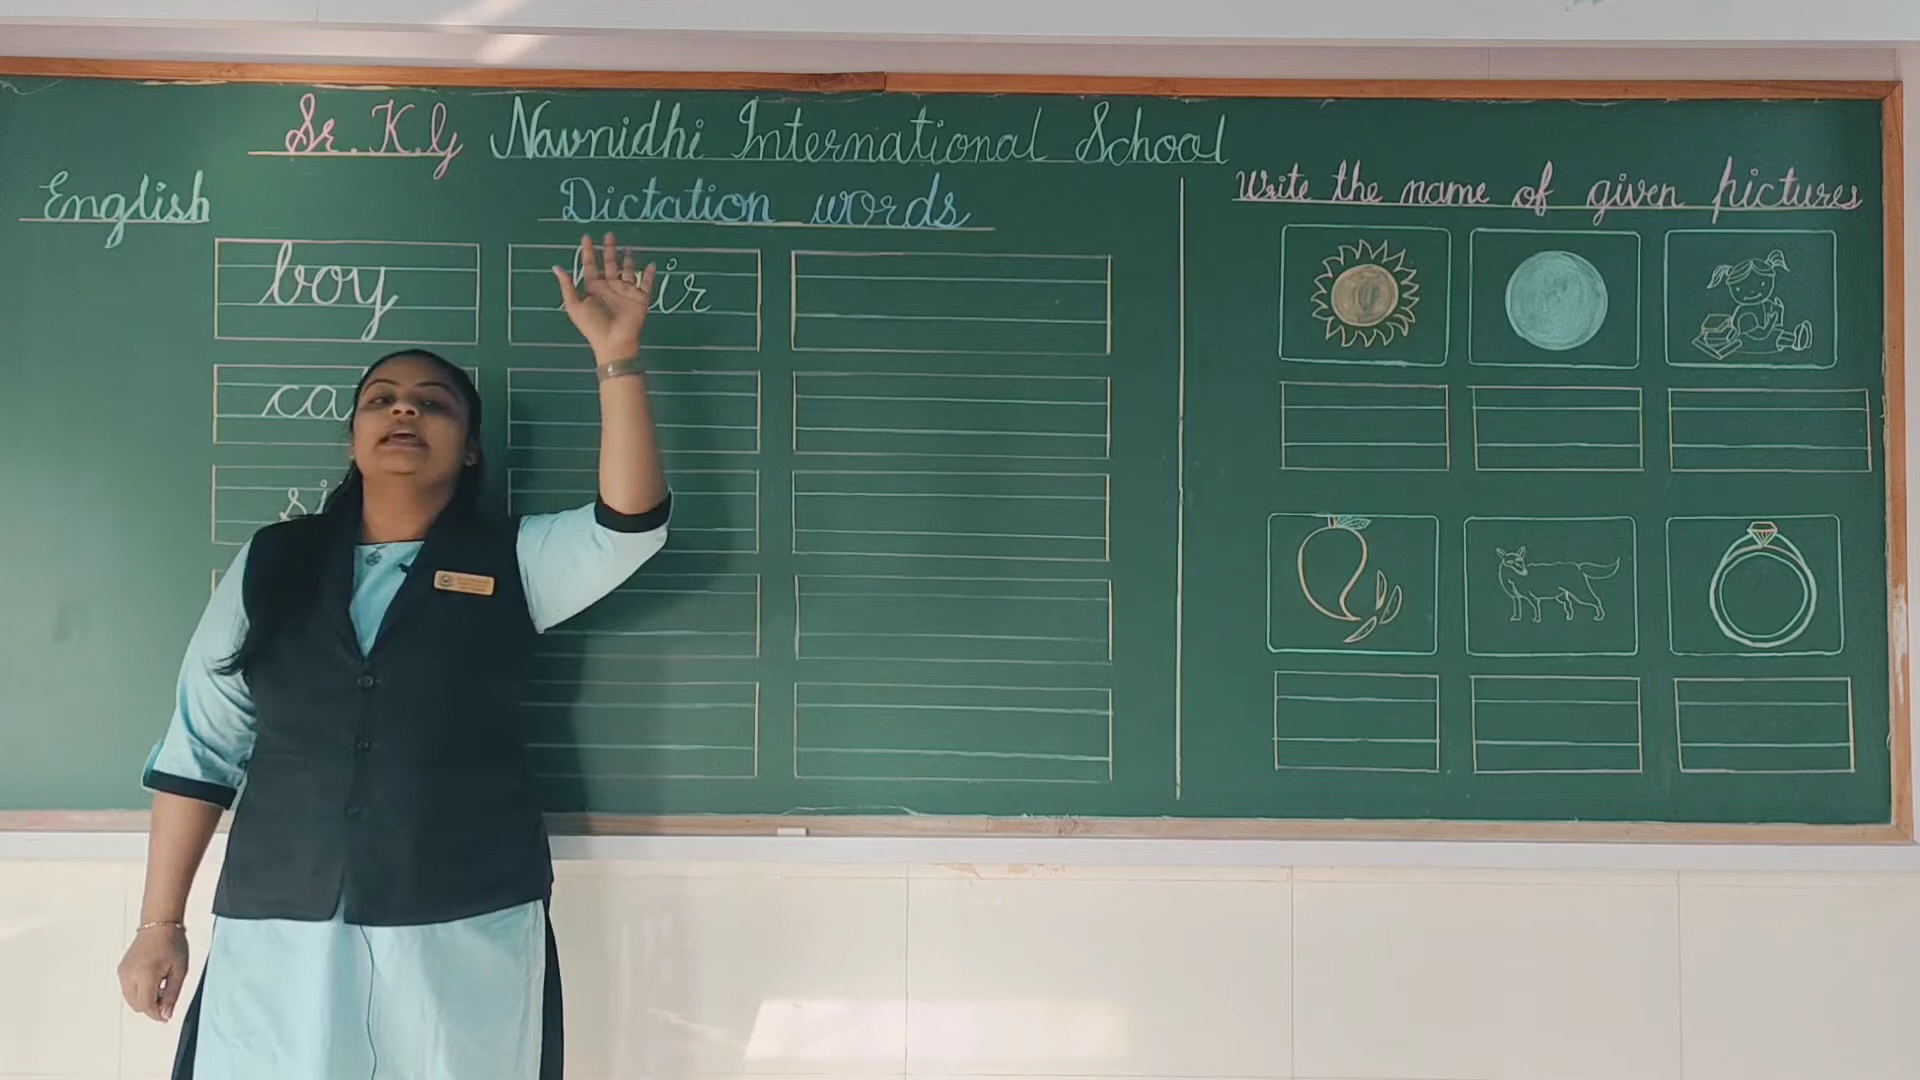 Sr. K.G Navnidhi International School
English
Dictation words
Write the name of given pictures
boy